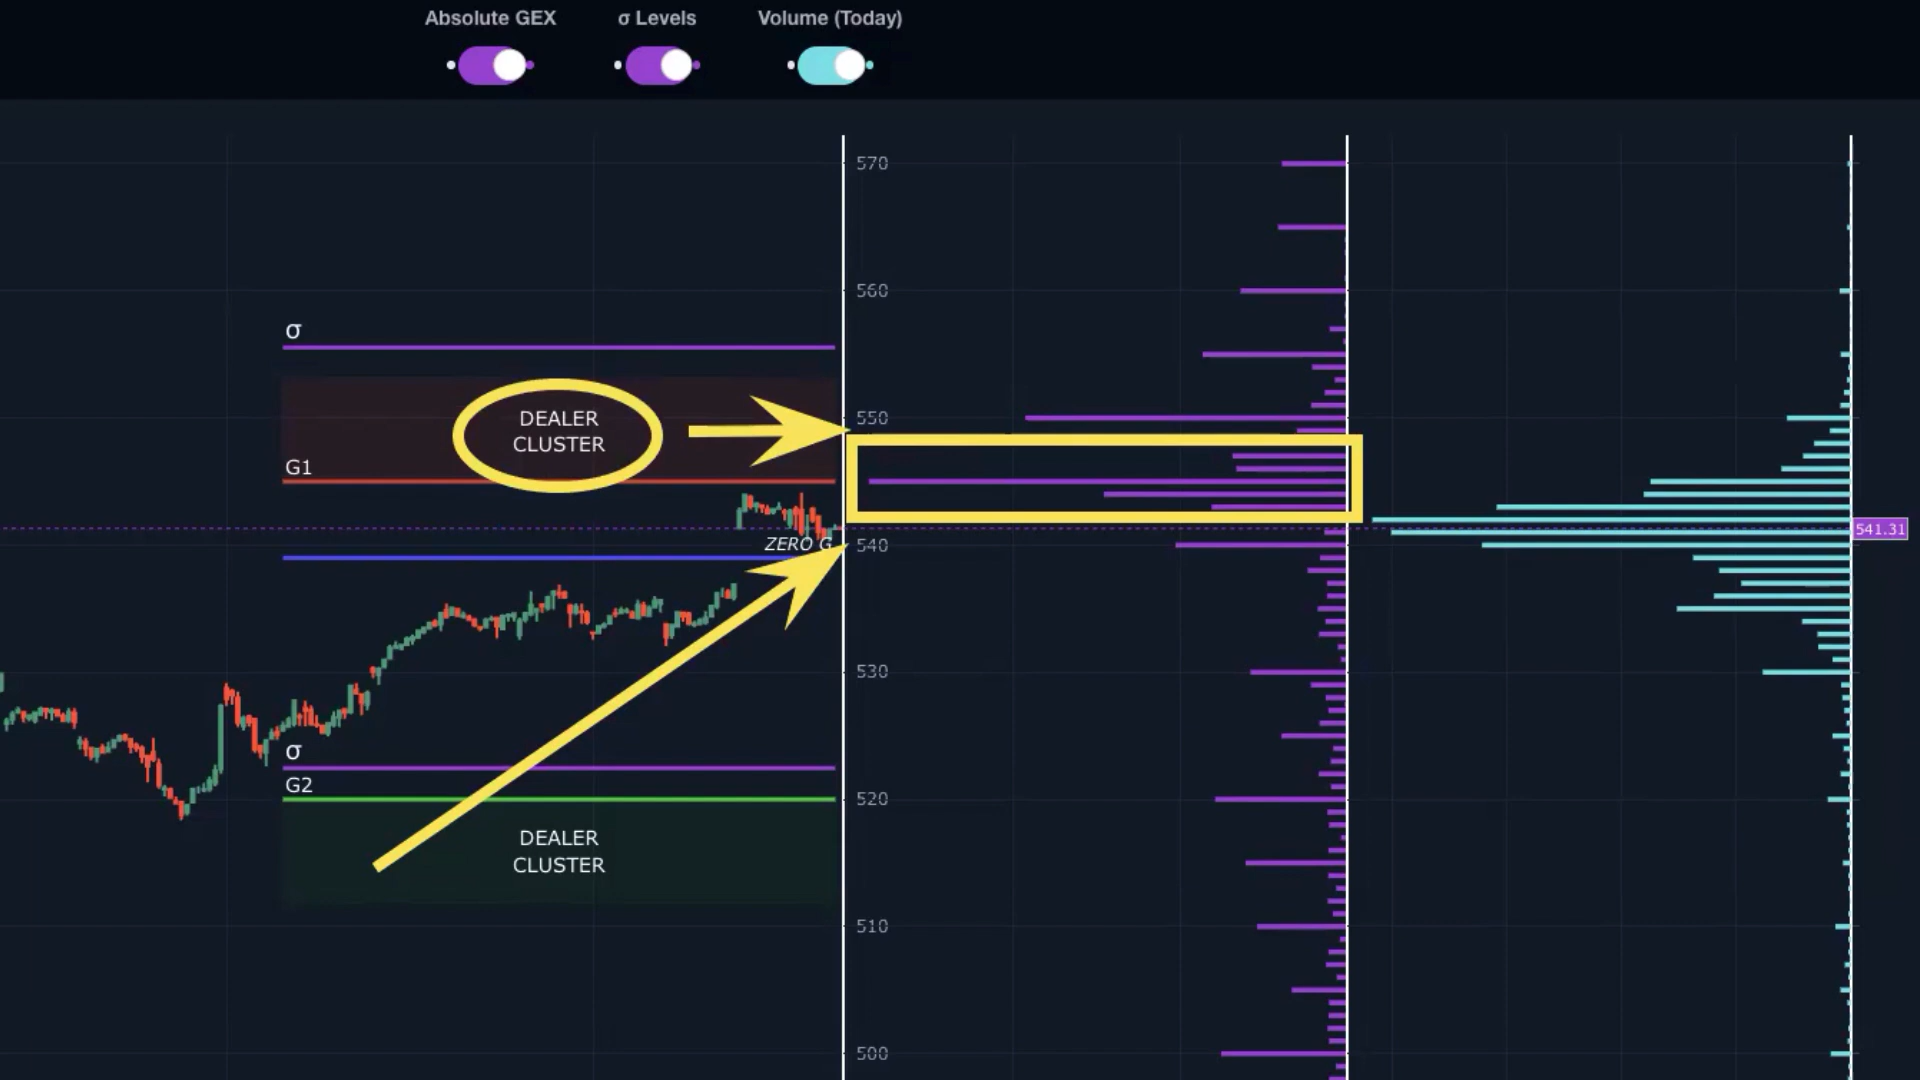 Absolute GEX
σ Levels
Volume (Today)
570
560
σ
DEALER
CLUSTER
550
G1
541.31
ZERO G
540
530
σ
G2
520
DEALER
CLUSTER
510
500